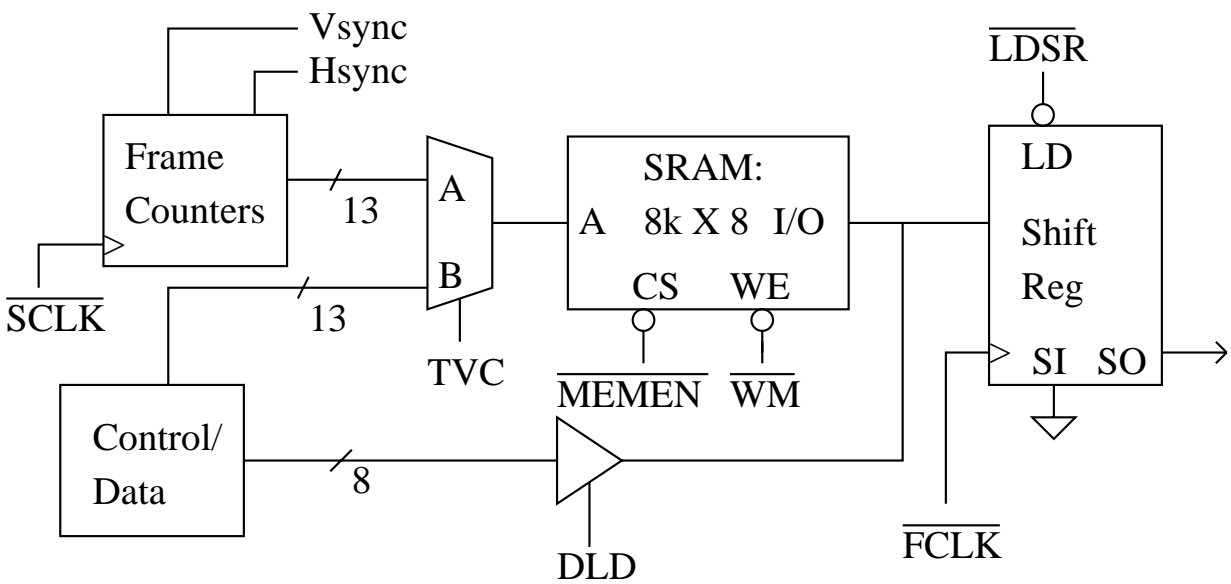 Vsync
Hsync
LDSR
Frame
Counters
13
A
B
SRAM:
A 8k X 8 I/O
CS WE
LD
Shift
Reg
SI SO
SCLK
13
TVC
MEMEN
WM
Control/
Data
8
DLD
FCLK